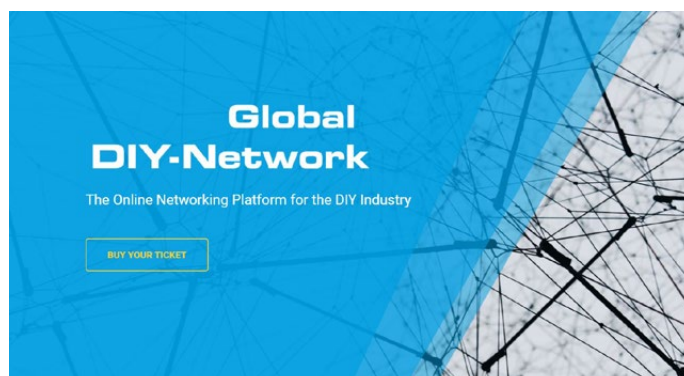 Global
DIY-Network
The Online Networking Platform for the DIY Industry
BUY YOUR TICKET